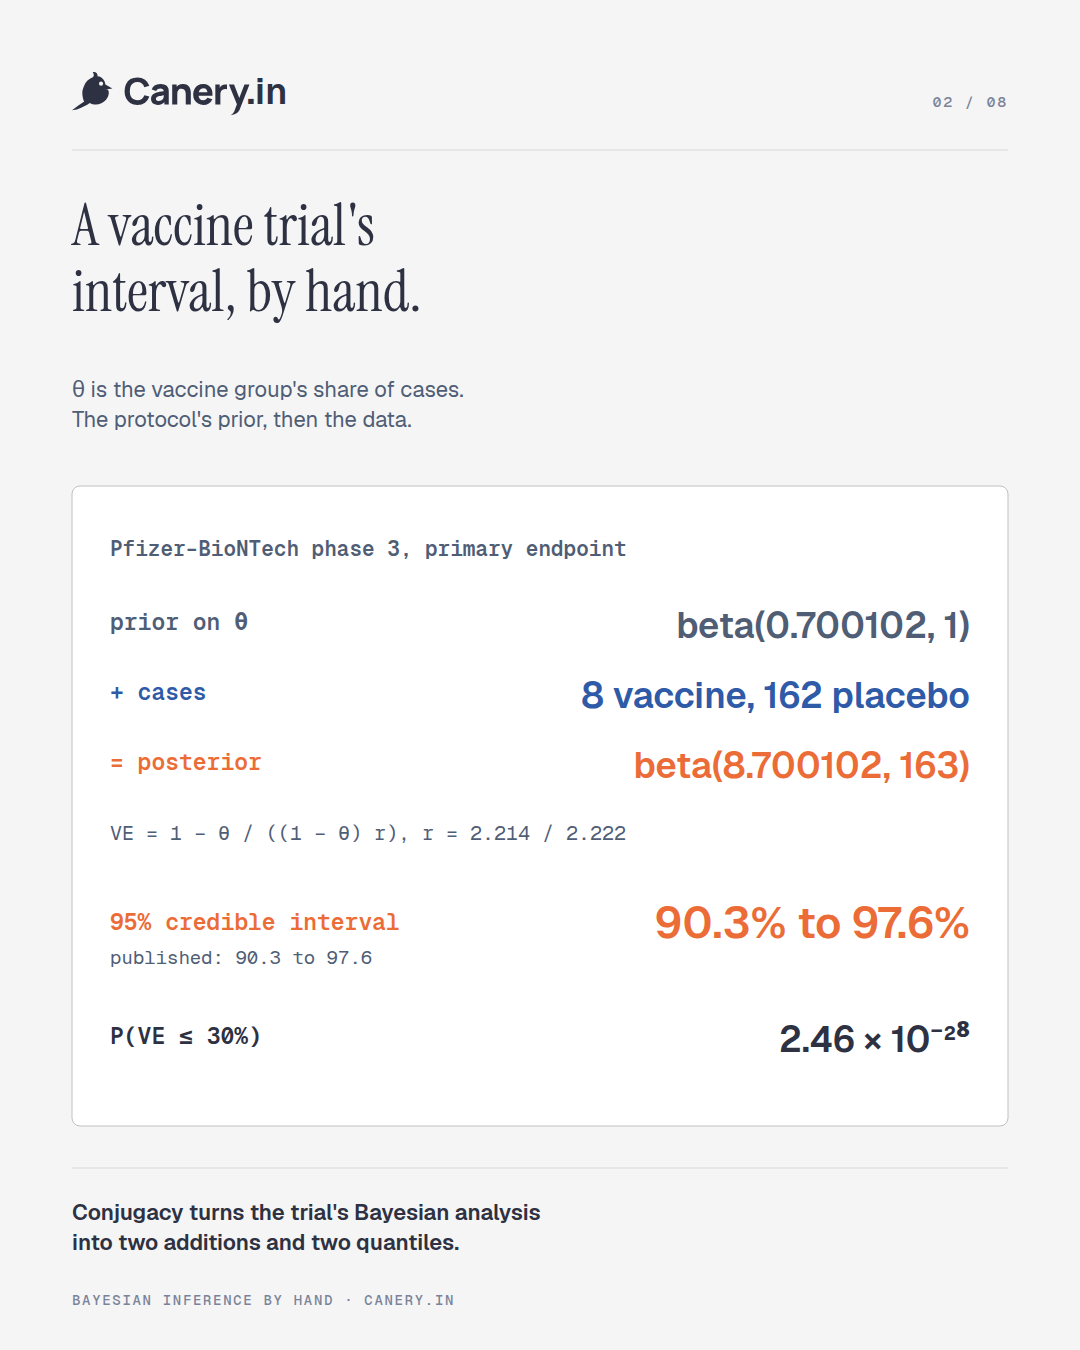 Canery.in
02 / 08
A vaccine trial's
interval, by hand.
θ is the vaccine group's share of cases.
The protocol's prior, then the data.
Pfizer–BioNTech phase 3, primary endpoint
prior on θ beta(0.700102, 1)
+ cases 8 vaccine, 162 placebo
= posterior beta(8.700102, 163)
VE = 1 − θ / ((1 − θ) r), r = 2.214 / 2.222
95% credible interval 90.3% to 97.6%
published: 90.3 to 97.6
P(VE ≤ 30%) 2.46 × 10⁻²⁸
Conjugacy turns the trial's Bayesian analysis
into two additions and two quantiles.
BAYESIAN INFERENCE BY HAND · CANERY.IN